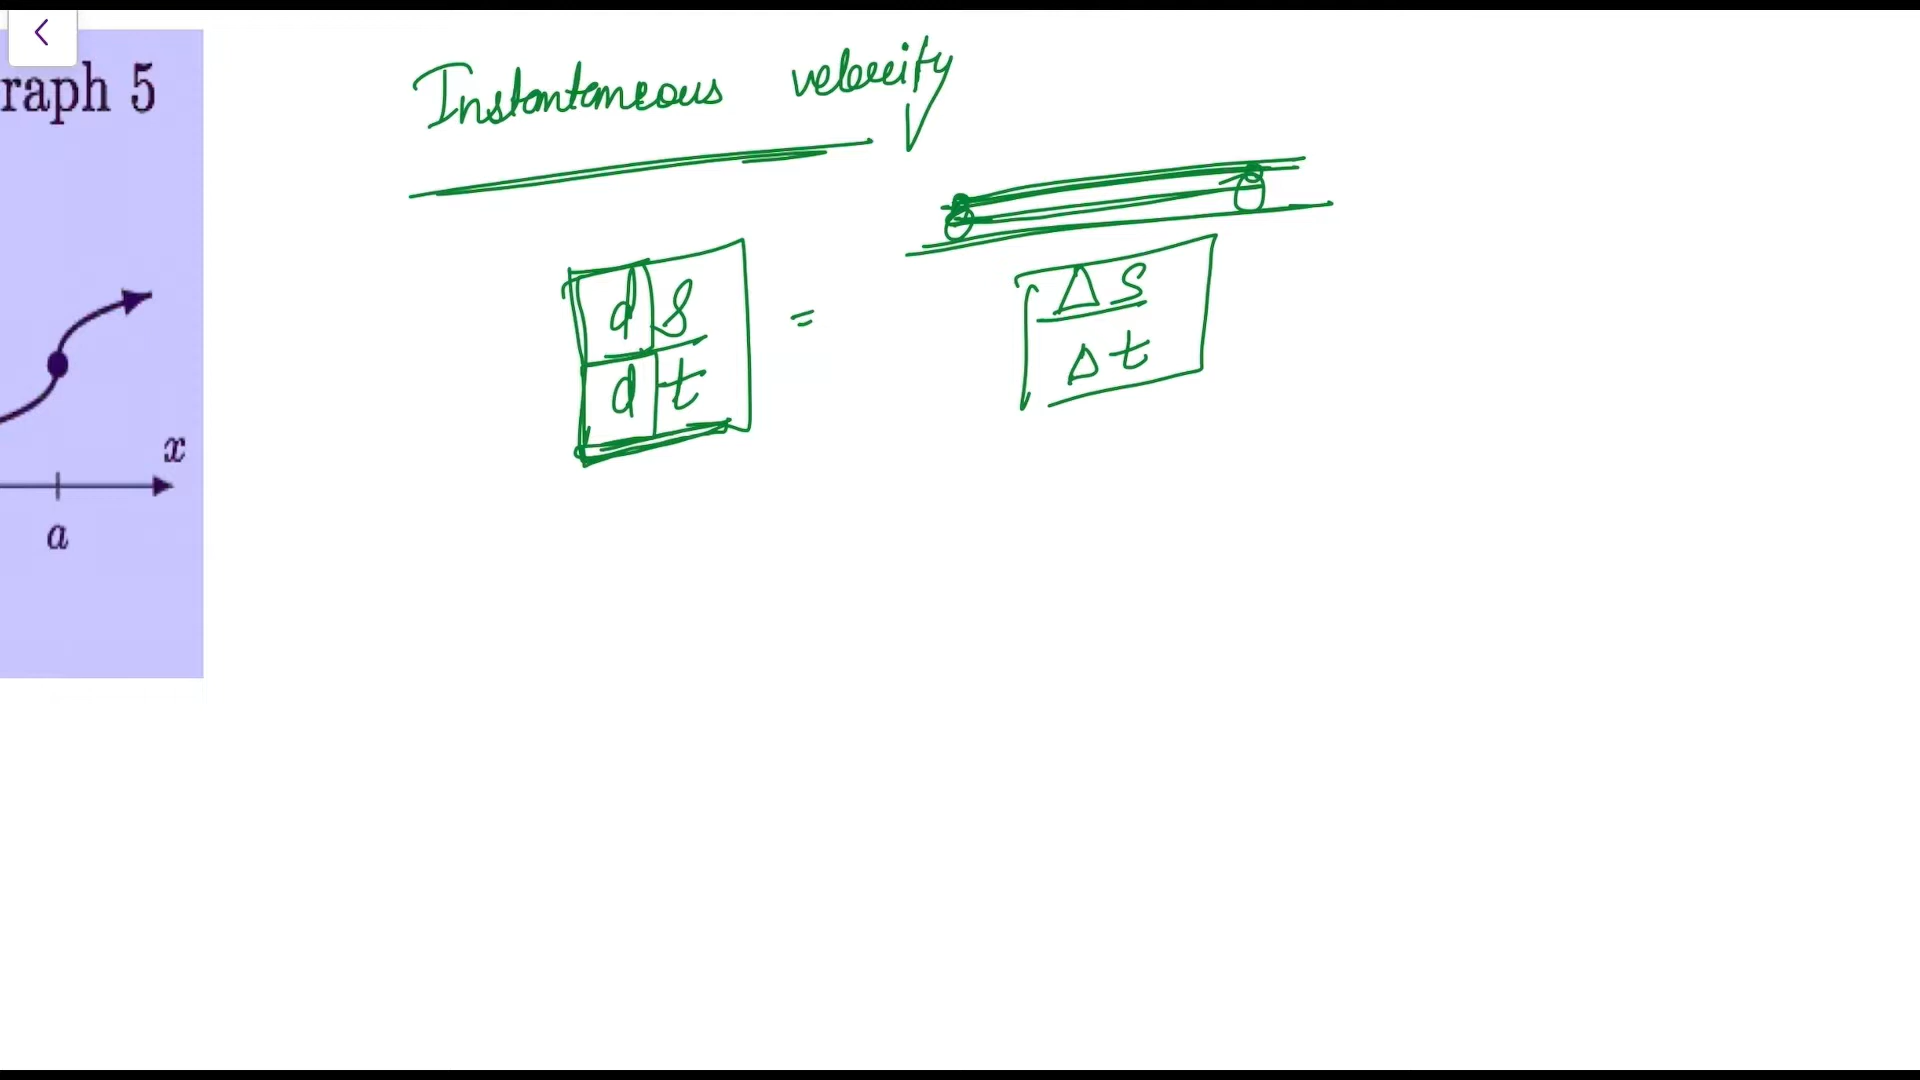 raph 5
Instantaneous velocity
ds = Δs
dt Δt
x
a